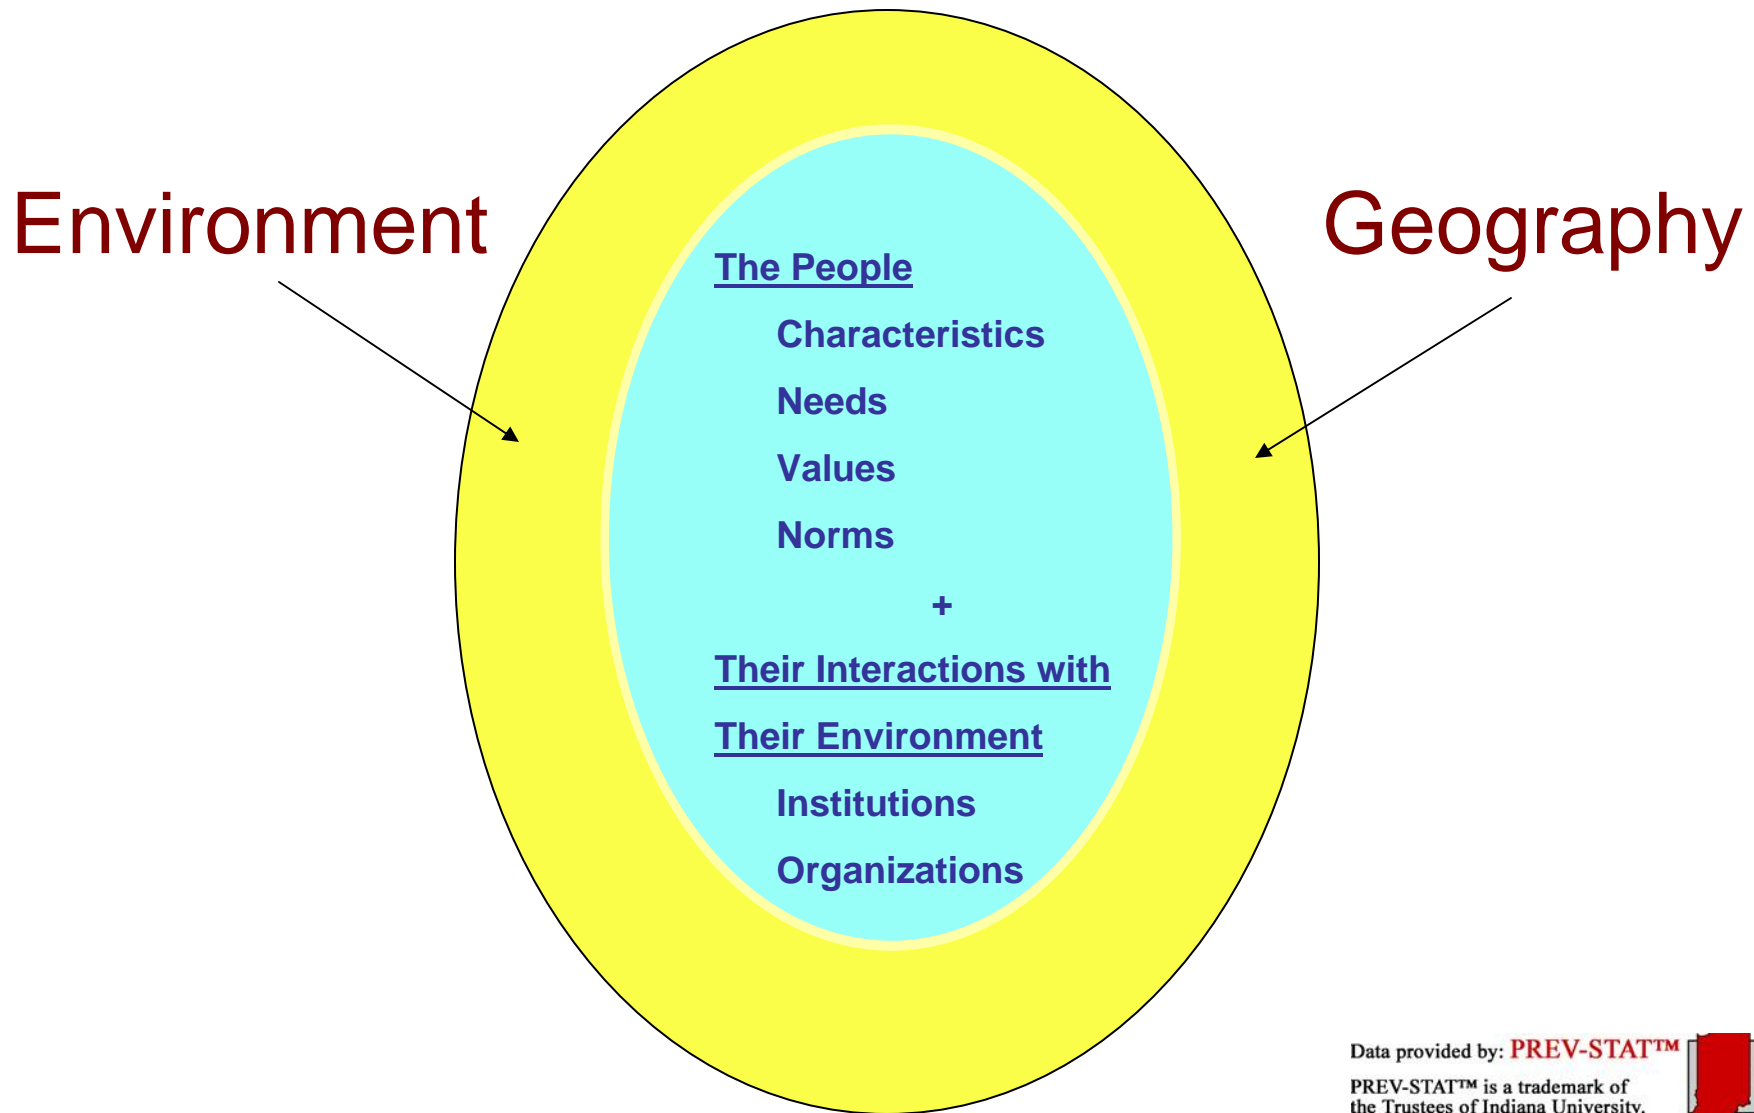 Environment
Geography
The People
Characteristics
Needs
Values
Norms
+
Their Interactions with
Their Environment
Institutions
Organizations
Data provided by: PREV-STAT™
PREV-STAT™ is a trademark of
the Trustees of Indiana University.